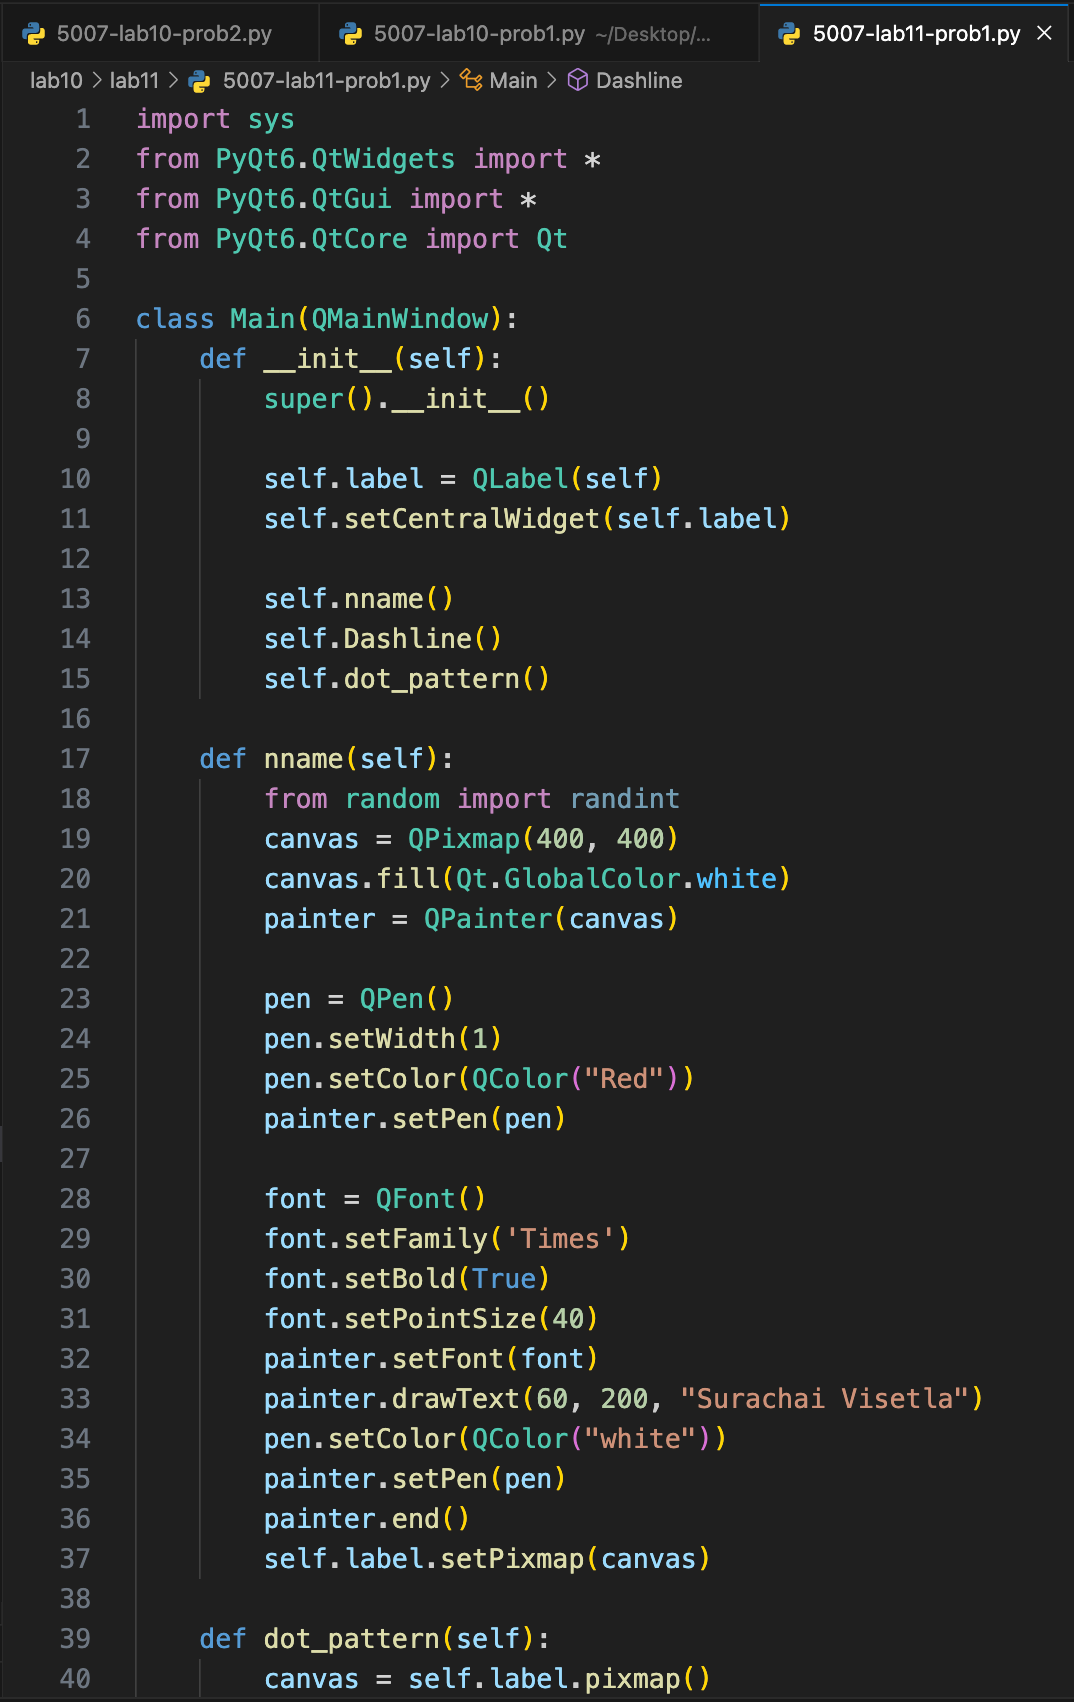 5007-lab10-prob2.py 5007-lab10-prob1.py ~/Desktop/... 5007-lab11-prob1.py ×
lab10 > lab11 > 5007-lab11-prob1.py > Main > Dashline
1 import sys
2 from PyQt6.QtWidgets import *
3 from PyQt6.QtGui import *
4 from PyQt6.QtCore import Qt
5
6 class Main(QMainWindow):
7     def __init__(self):
8         super().__init__()
9
10         self.label = QLabel(self)
11         self.setCentralWidget(self.label)
12
13         self.nname()
14         self.Dashline()
15         self.dot_pattern()
16
17     def nname(self):
18         from random import randint
19         canvas = QPixmap(400, 400)
20         canvas.fill(Qt.GlobalColor.white)
21         painter = QPainter(canvas)
22
23         pen = QPen()
24         pen.setWidth(1)
25         pen.setColor(QColor("Red"))
26         painter.setPen(pen)
27
28         font = QFont()
29         font.setFamily('Times')
30         font.setBold(True)
31         font.setPointSize(40)
32         painter.setFont(font)
33         painter.drawText(60, 200, "Surachai Visetla")
34         pen.setColor(QColor("white"))
35         painter.setPen(pen)
36         painter.end()
37         self.label.setPixmap(canvas)
38
39     def dot_pattern(self):
40         canvas = self.label.pixmap()